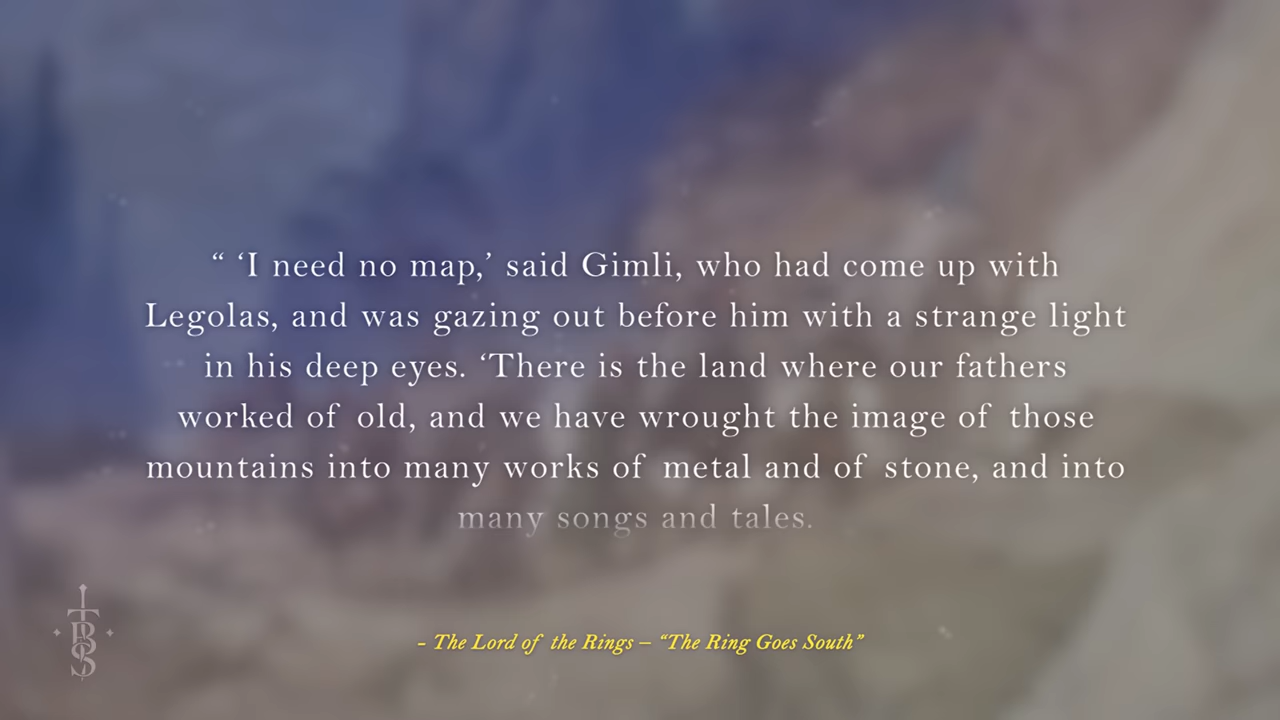 “ ‘I need no map,’ said Gimli, who had come up with
Legolas, and was gazing out before him with a strange light
in his deep eyes. ‘There is the land where our fathers
worked of old, and we have wrought the image of those
mountains into many works of metal and of stone, and into
many songs and tales.
– The Lord of the Rings – “The Ring Goes South”
TBS